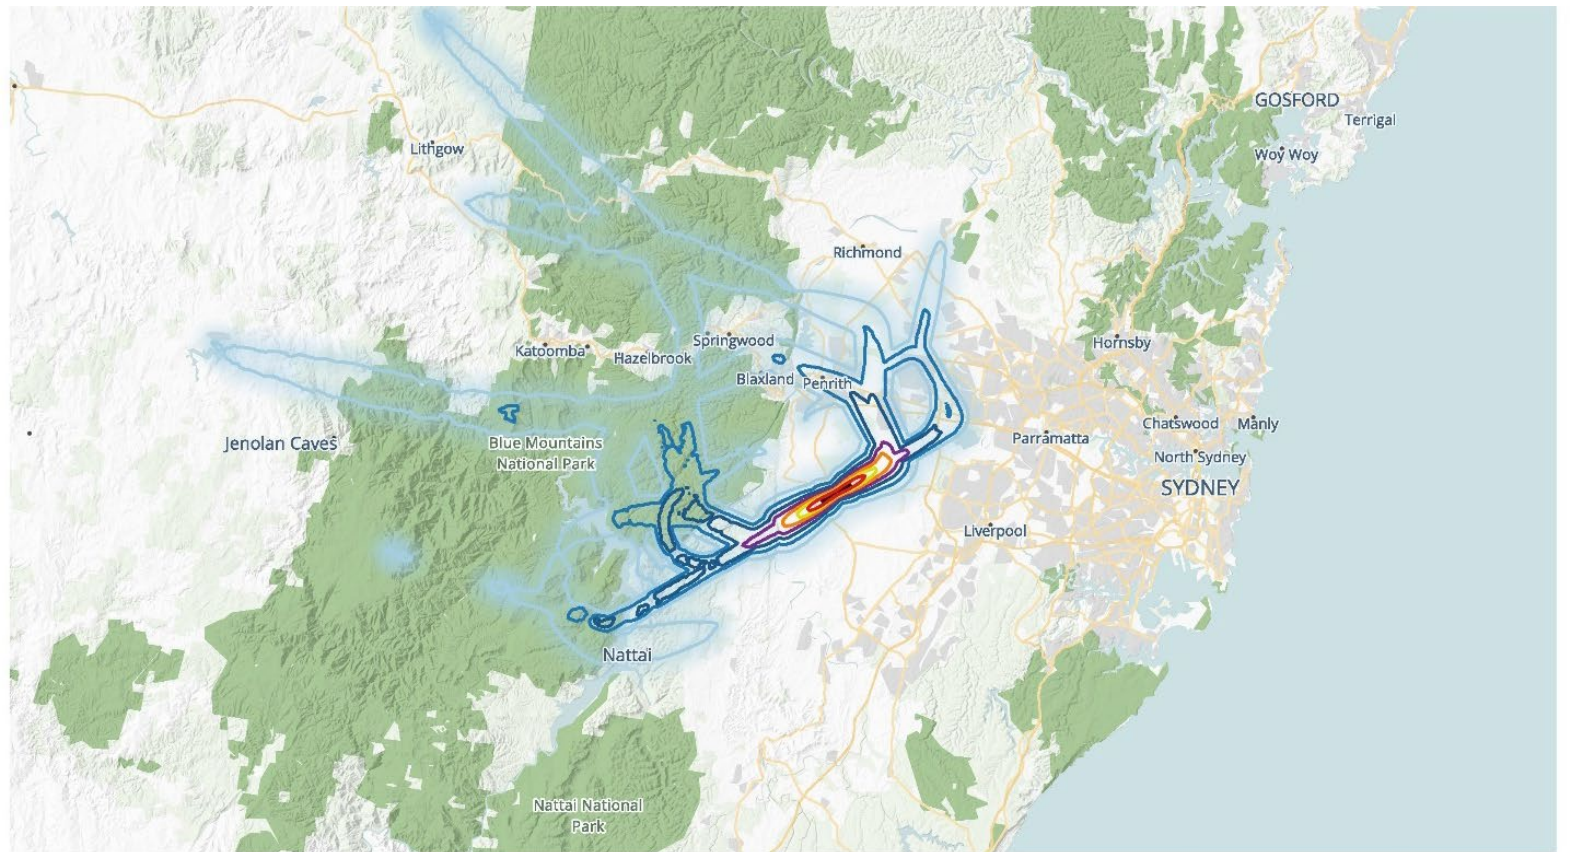 GOSFORD
Terrigal
Lithgow
Woy Woy
Richmond
Springwood
Hornsby
Katoomba
Hazelbrook
Blaxland
Penrith
Chatswood
Manly
Jenolan Caves
Blue Mountains
National Park
Parramatta
North Sydney
SYDNEY
Liverpool
Nattai
Nattai National
Park